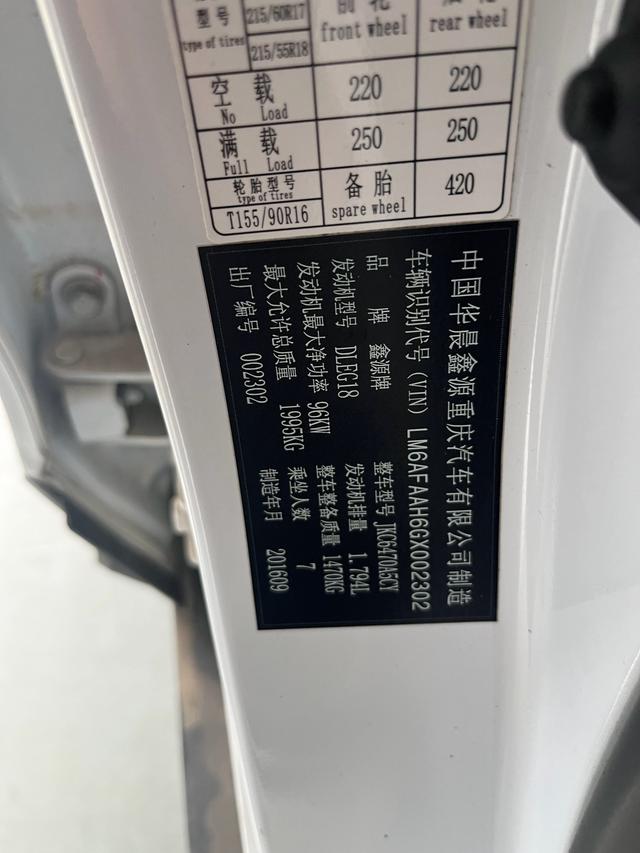 型号 215/60R17
type of tires 215/55R18
front wheel rear wheel
空载 220 220
No Load
满载 250 250
Full Load
轮胎型号 备胎 420
type of tires spare wheel
T155/90R16
中国华晨鑫源重庆汽车有限公司制造
车辆识别代号(VIN) LM6AFAAH6GX002302
品牌 鑫源牌 整车型号 JKC6470A5CY
发动机型号 DLEG18 发动机排量 1.794L
发动机最大净功率 96KW 整车整备质量 1470KG
最大允许总质量 1995KG 乘坐人数 7
出厂编号 002302 制造年月 201609